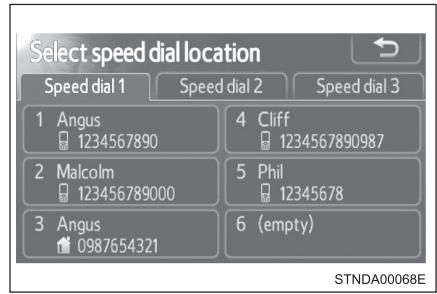 Select speed dial location
Speed dial 1
Speed dial 2
Speed dial 3
1 Angus
1234567890
2 Malcolm
123456789000
3 Angus
0987654321
4 Cliff
1234567890987
5 Phil
12345678
6 (empty)
STNDA00068E